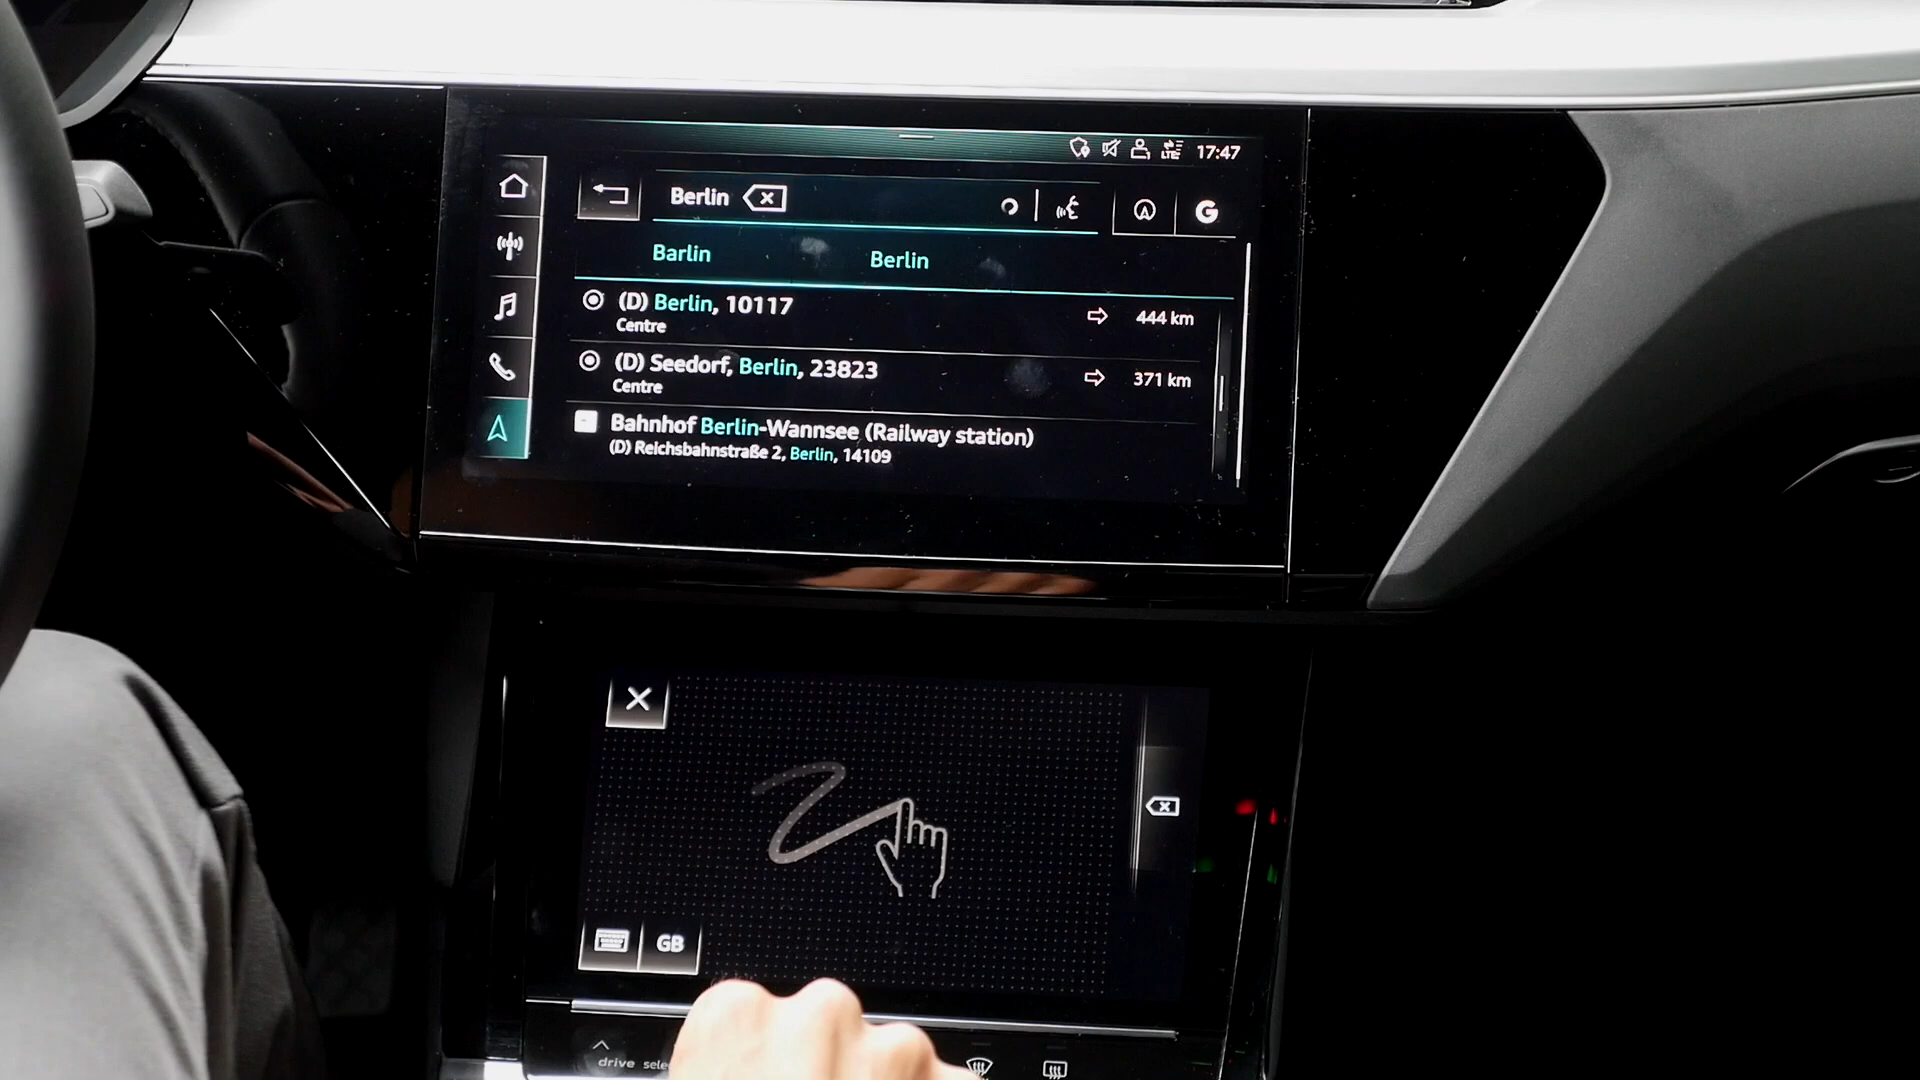 LTE 17:47
Berlin G
Barlin Berlin
(D) Berlin, 10117 444 km
Centre
(D) Seedorf, Berlin, 23823 371 km
Centre
Bahnhof Berlin-Wannsee (Railway station)
(D) Reichsbahnstraße 2, Berlin, 14109
GB
drive